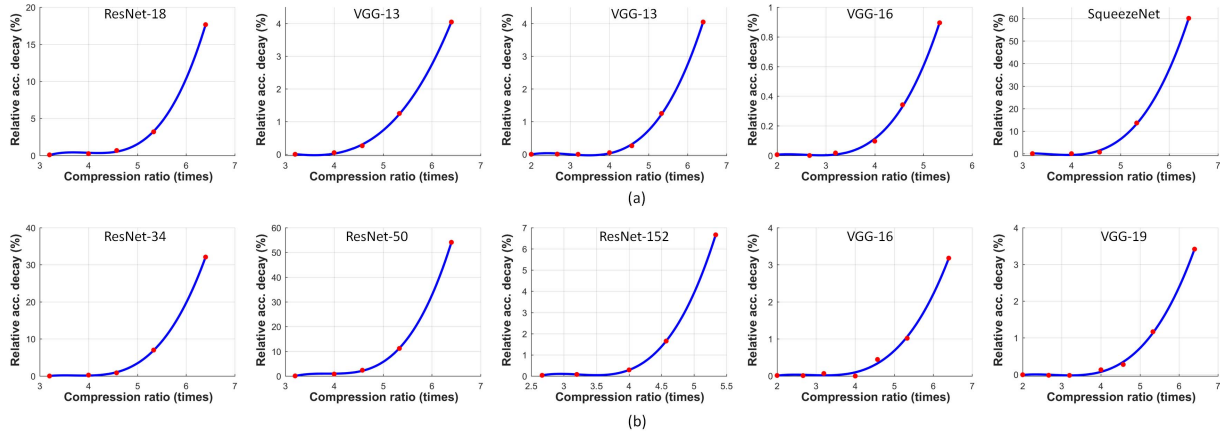 ResNet-18
Relative acc. decay (%)
20
15
10
5
0
3 4 5 6 7
Compression ratio (times)
VGG-13
Relative acc. decay (%)
4
3
2
1
0
3 4 5 6 7
Compression ratio (times)
VGG-13
Relative acc. decay (%)
4
3
2
1
0
2 3 4 5 6 7
Compression ratio (times)
VGG-16
Relative acc. decay (%)
1
0.8
0.6
0.4
0.2
0
2 3 4 5 6
Compression ratio (times)
SqueezeNet
Relative acc. decay (%)
60
50
40
30
20
10
0
3 4 5 6 7
Compression ratio (times)
(a)
ResNet-34
Relative acc. decay (%)
40
30
20
10
0
3 4 5 6 7
Compression ratio (times)
ResNet-50
Relative acc. decay (%)
60
50
40
30
20
10
0
3 4 5 6 7
Compression ratio (times)
ResNet-152
Relative acc. decay (%)
7
6
5
4
3
2
1
0
2.5 3 3.5 4 4.5 5 5.5
Compression ratio (times)
VGG-16
Relative acc. decay (%)
4
3
2
1
0
2 3 4 5 6 7
Compression ratio (times)
VGG-19
Relative acc. decay (%)
4
3
2
1
0
2 3 4 5 6 7
Compression ratio (times)
(b)